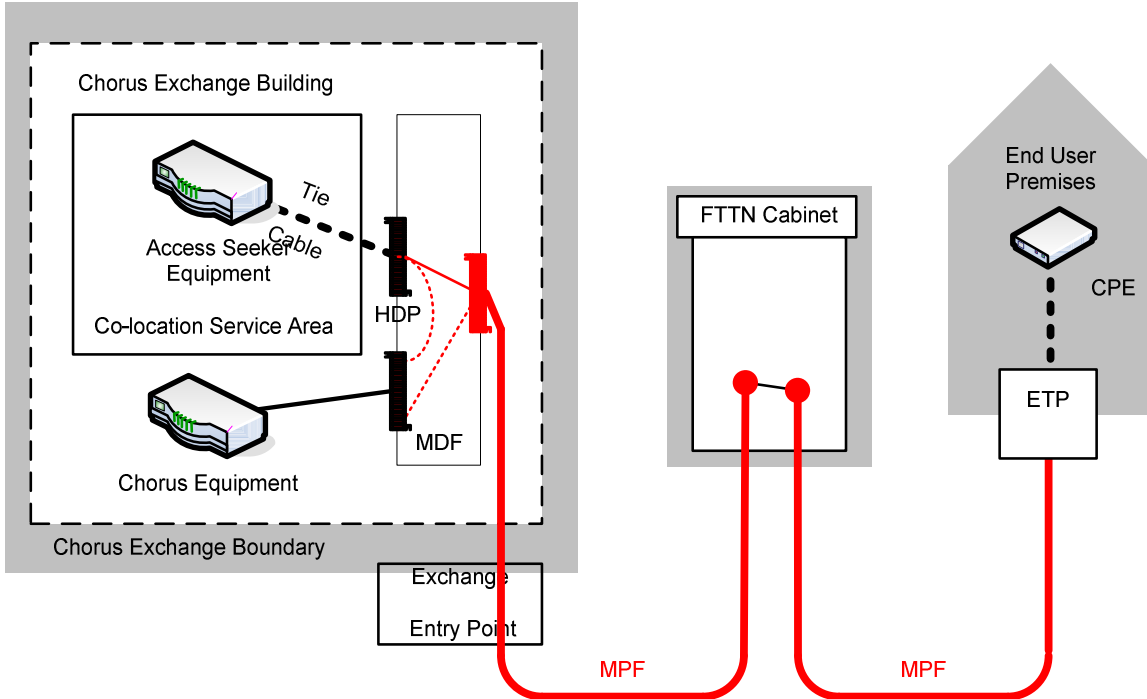 Chorus Exchange Building
Tie
Cable
Access Seeker
Equipment
HDP
Co-location Service Area
MDF
Chorus Equipment
Chorus Exchange Boundary
Exchange
Entry Point
MPF
FTTN Cabinet
MPF
End User
Premises
CPE
ETP